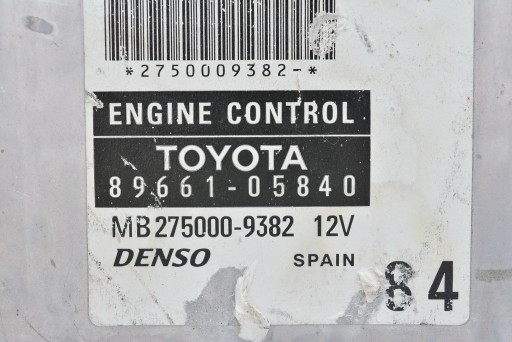 *2750009382-*
ENGINE CONTROL
TOYOTA
89661-05840
MB275000-9382 12V
DENSO SPAIN
84